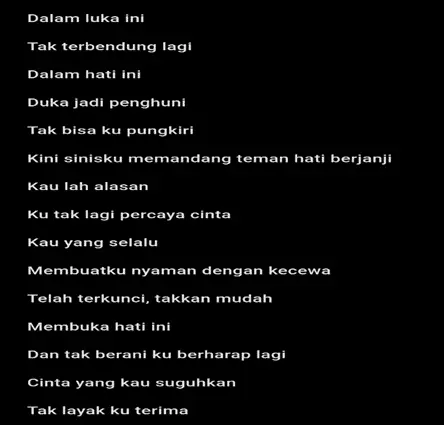 Dalam luka ini
Tak terbendung lagi
Dalam hati ini
Duka jadi penghuni
Tak bisa ku pungkiri
Kini sinisku memandang teman hati berjanji
Kau lah alasan
Ku tak lagi percaya cinta
Kau yang selalu
Membuatku nyaman dengan kecewa
Telah terkunci, takkan mudah
Membuka hati ini
Dan tak berani ku berharap lagi
Cinta yang kau suguhkan
Tak layak ku terima